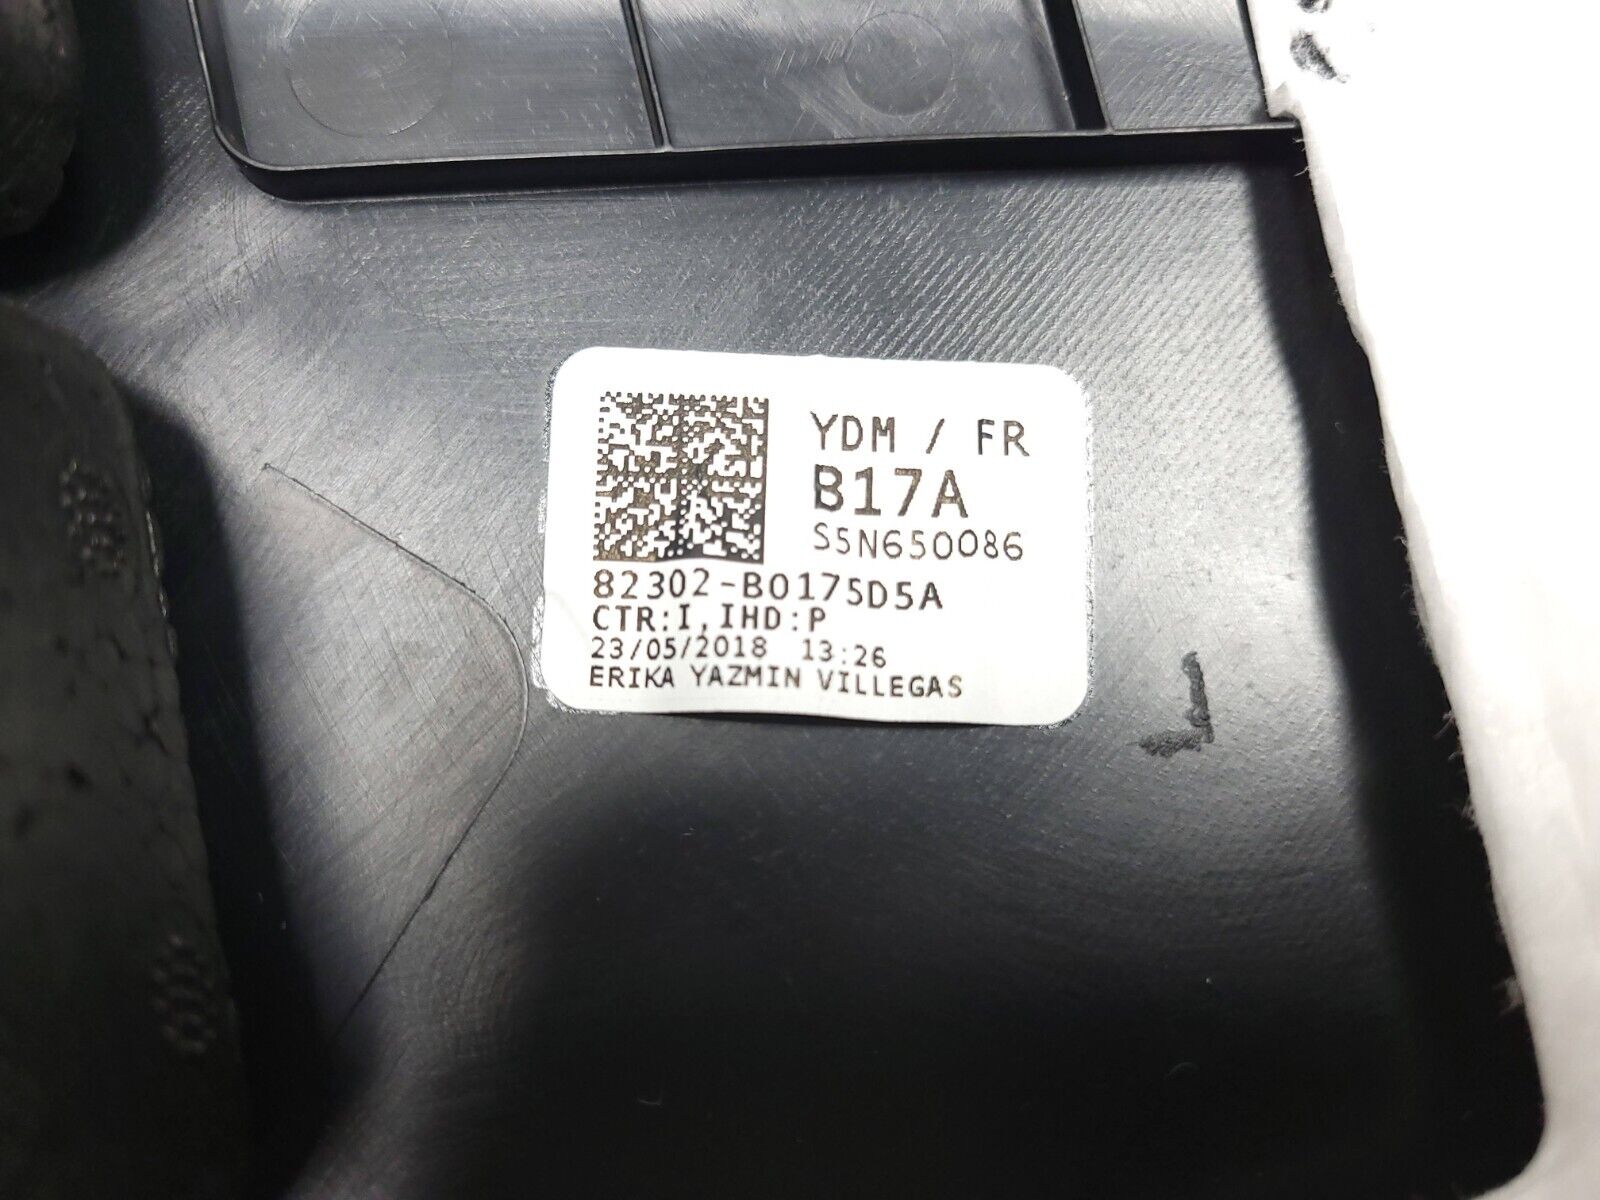 YDM / FR
B17A
S5N650086
82302-B0175D5A
CTR:I,IHD:P
23/05/2018 13:26
ERIKA YAZMIN VILLEGAS